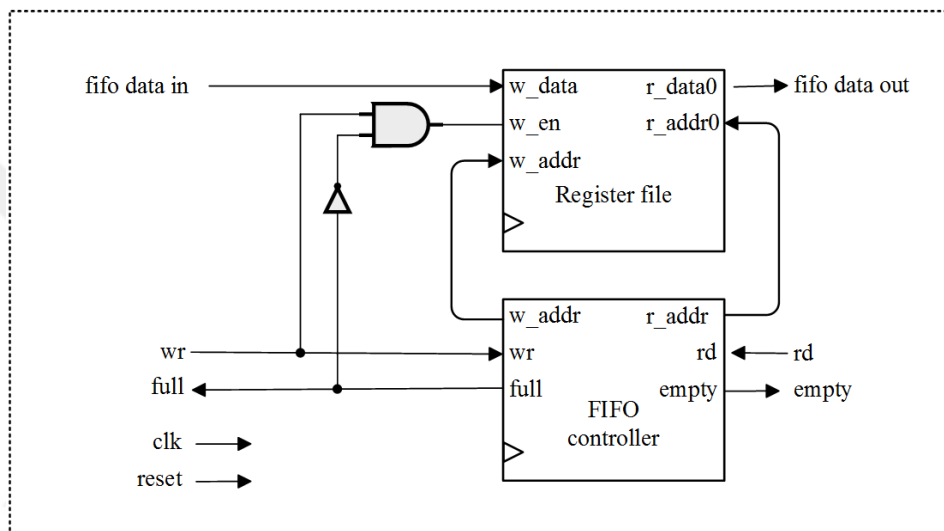 fifo data in
w_data
r_data0
fifo data out
w_en
r_addr0
w_addr
Register file
w_addr
r_addr
wr
wr
rd
rd
full
full
empty
empty
FIFO
controller
clk
reset